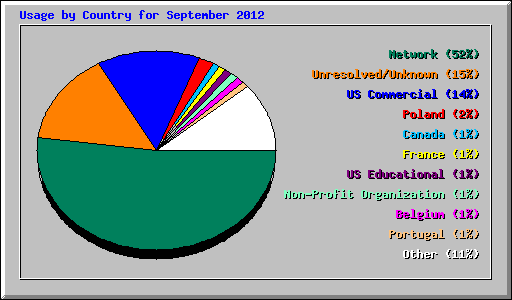 Usage by Country for September 2012
Network (52%)
Unresolved/Unknown (15%)
US Commercial (14%)
Poland (2%)
Canada (1%)
France (1%)
US Educational (1%)
Non-Profit Organization (1%)
Belgium (1%)
Portugal (1%)
Other (11%)